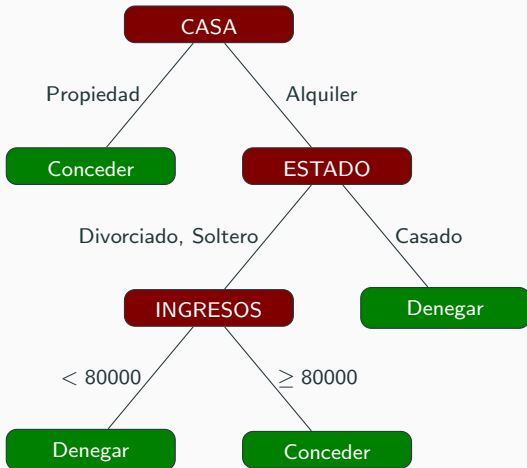 CASA
Propiedad
Alquiler
Conceder
ESTADO
Divorciado, Soltero
Casado
INGRESOS
Denegar
< 80000
≥ 80000
Denegar
Conceder